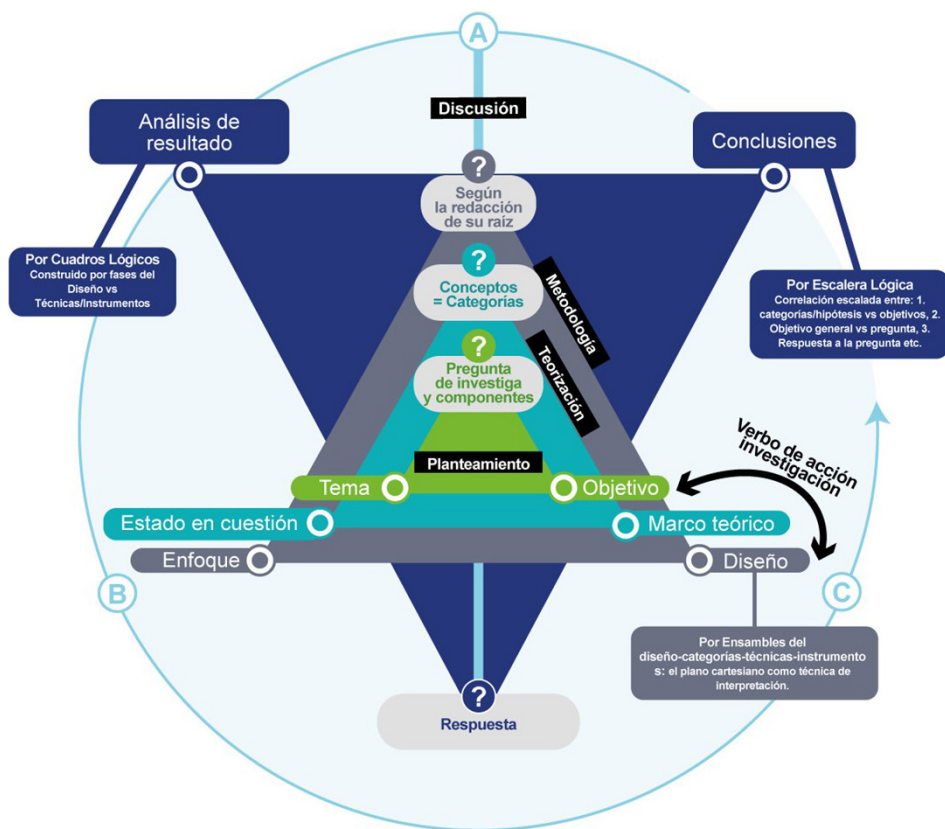 A
Discusión
Análisis de
resultado
Conclusiones
?
Según
la redacción
de su raíz
Por Cuadros Lógicos
Construido por fases del
Diseño vs
Técnicas/Instrumentos
?
Conceptos
= Categorías
Metodología
Por Escalera Lógica
Correlación escalada entre: 1.
categorías/hipótesis vs objetivos, 2.
Objetivo general vs pregunta, 3.
Respuesta a la pregunta etc.
?
Pregunta
de investiga
y componentes
Teorización
Verbo de acción
investigación
Planteamiento
Tema
Objetivo
Estado en cuestión
Marco teórico
Enfoque
Diseño
B
C
Por Ensambles del
diseño-categorías-técnicas-instrumento
s: el plano cartesiano como técnica de
interpretación.
?
Respuesta